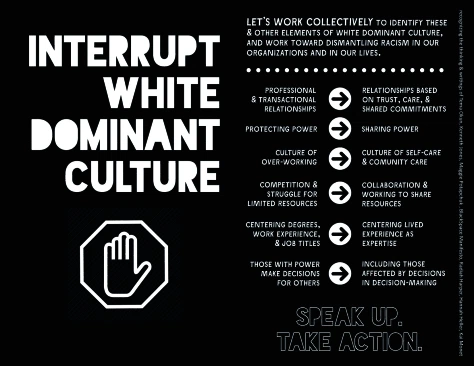 INTERRUPT
WHITE
DOMINANT
CULTURE
LET'S WORK COLLECTIVELY TO IDENTIFY THESE
& OTHER ELEMENTS OF WHITE DOMINANT CULTURE,
AND WORK TOWARD DISMANTLING RACISM IN OUR
ORGANIZATIONS AND IN OUR LIVES.
PROFESSIONAL
& TRANSACTIONAL
RELATIONSHIPS
RELATIONSHIPS BASED
ON TRUST, CARE, &
SHARED COMMITMENTS
PROTECTING POWER
SHARING POWER
CULTURE OF
OVER-WORKING
CULTURE OF SELF-CARE
& COMUNITY CARE
COMPETITION &
STRUGGLE FOR
LIMITED RESOURCES
COLLABORATION &
WORKING TO SHARE
RESOURCES
CENTERING DEGREES,
WORK EXPERIENCE,
& JOB TITLES
CENTERING LIVED
EXPERIENCE AS
EXPERTISE
THOSE WITH POWER
MAKE DECISIONS
FOR OTHERS
INCLUDING THOSE
AFFECTED BY DECISIONS
IN DECISION-MAKING
SPEAK UP.
TAKE ACTION.